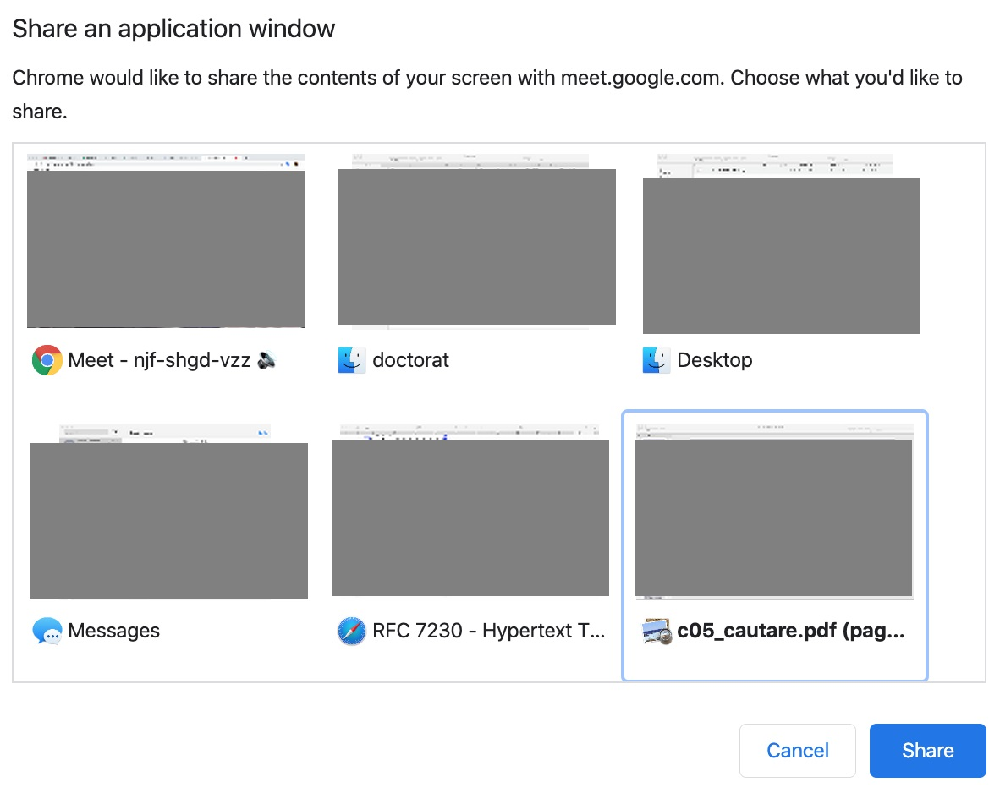 Share an application window
Chrome would like to share the contents of your screen with meet.google.com. Choose what you'd like to
share.
Meet - njf-shgd-vzz 🔊
doctorat
Desktop
Messages
RFC 7230 - Hypertext T...
c05_cautare.pdf (pag...
Cancel
Share